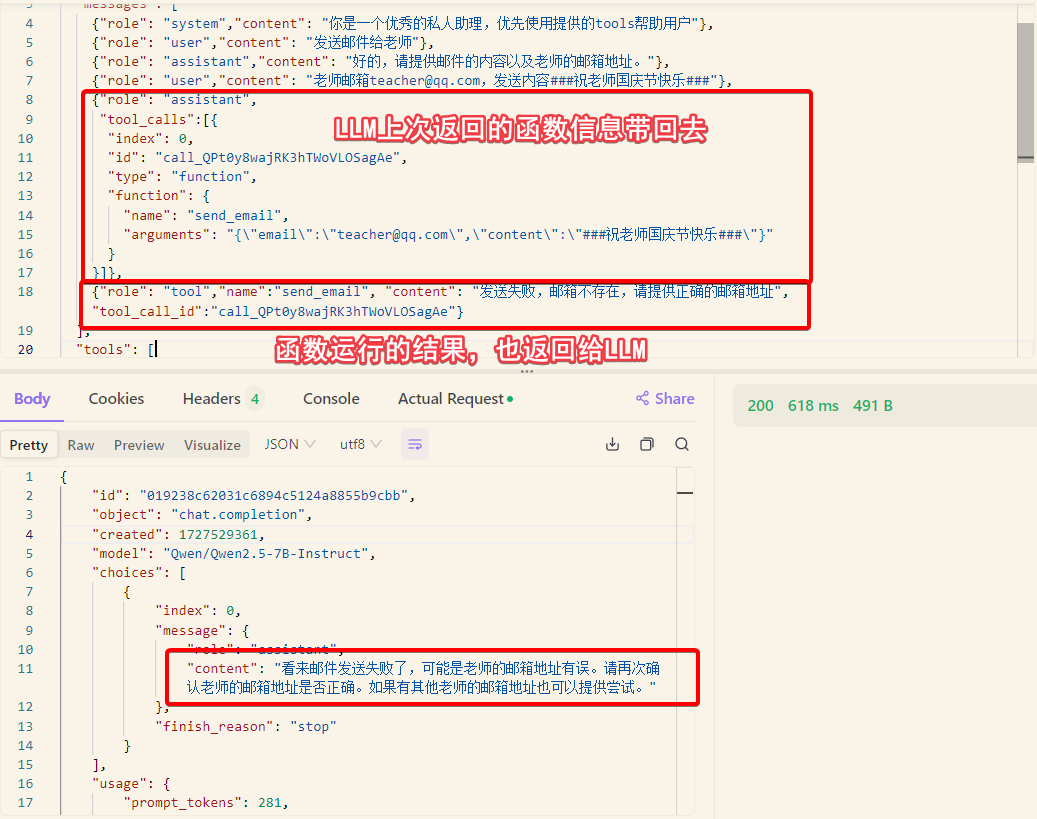 3 messages : [
4 {"role": "system","content": "你是一个优秀的私人助理，优先使用提供的tools帮助用户"},
5 {"role": "user","content": "发送邮件给老师"},
6 {"role": "assistant","content": "好的，请提供邮件的内容以及老师的邮箱地址。"},
7 {"role": "user","content": "老师邮箱teacher@qq.com，发送内容###祝老师国庆节快乐###"},
8 {"role": "assistant",
9 "tool_calls":[{
LLM上次返回的函数信息带回去
10 "index": 0,
11 "id": "call_QPt0y8wajRK3hTWoVLOSagAe",
12 "type": "function",
13 "function": {
14 "name": "send_email",
15 "arguments": "{\"email\":\"teacher@qq.com\",\"content\":\"###祝老师国庆节快乐###\"}"
16 }
17 }]},
18 {"role": "tool","name":"send_email", "content": "发送失败，邮箱不存在，请提供正确的邮箱地址",
"tool_call_id":"call_QPt0y8wajRK3hTWoVLOSagAe"}
19 ],
20 "tools": [
函数运行的结果，也返回给LLM
Body Cookies Headers 4 Console Actual Request Share
200 618 ms 491 B
Pretty Raw Preview Visualize JSON utf8
1 {
2 "id": "019238c62031c6894c5124a8855b9cbb",
3 "object": "chat.completion",
4 "created": 1727529361,
5 "model": "Qwen/Qwen2.5-7B-Instruct",
6 "choices": [
7 {
8 "index": 0,
9 "message": {
10 "role": "assistant",
11 "content": "看来邮件发送失败了，可能是老师的邮箱地址有误。请再次确
认老师的邮箱地址是否正确。如果有其他老师的邮箱地址也可以提供尝试。"
12 },
13 "finish_reason": "stop"
14 }
15 ],
16 "usage": {
17 "prompt_tokens": 281,